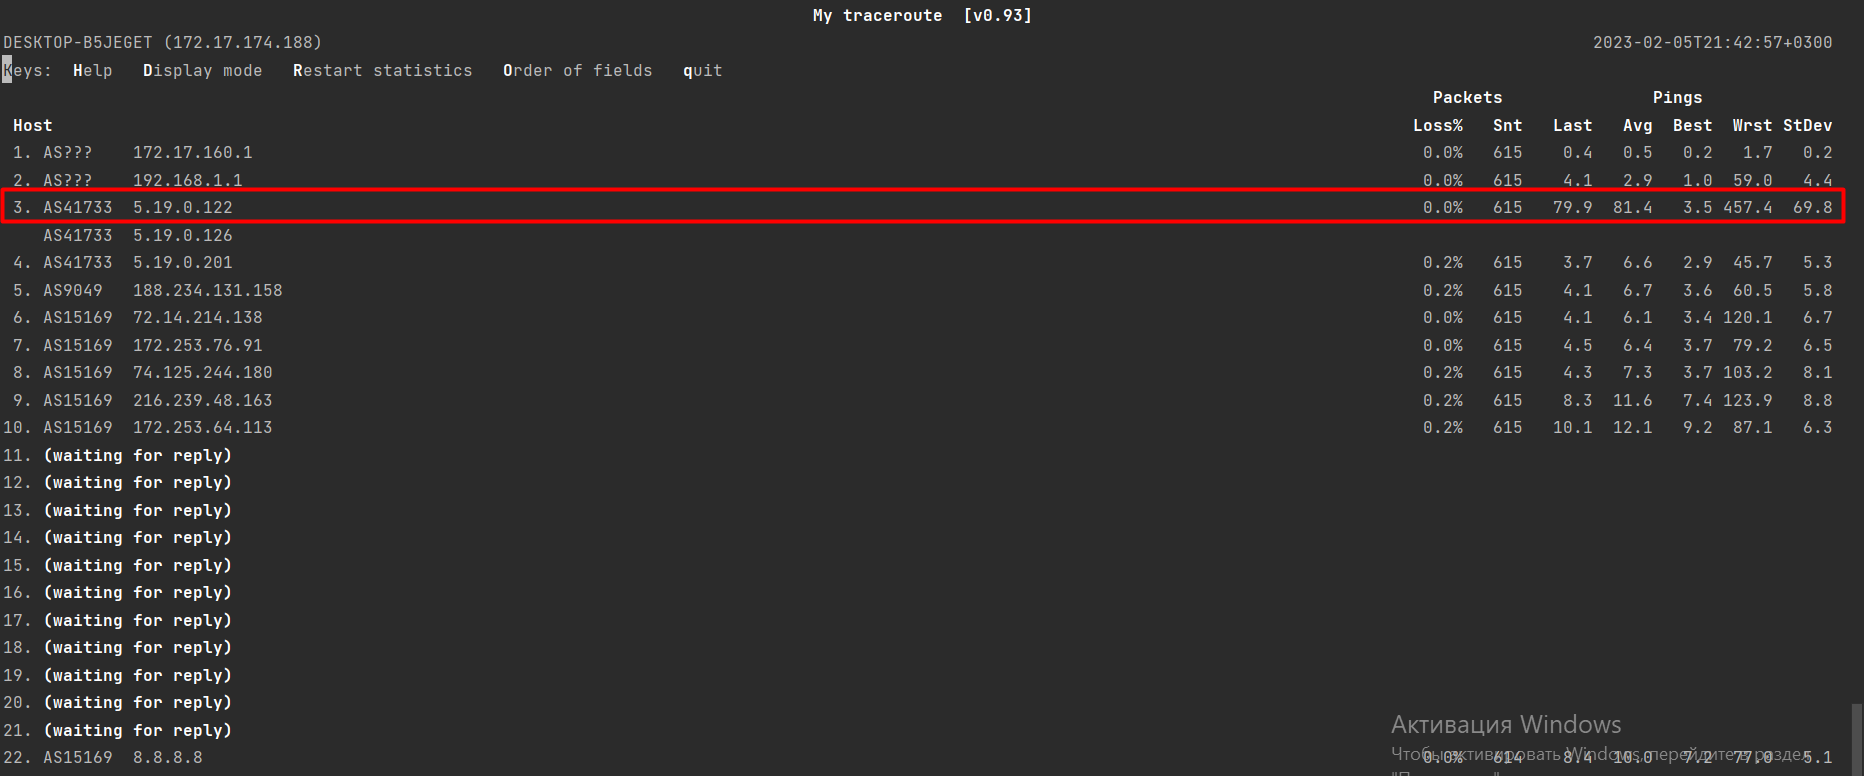 My traceroute  [v0.93]
DESKTOP-B5JEGET (172.17.174.188) 2023-02-05T21:42:57+0300
Keys:  Help   Display mode   Restart statistics   Order of fields   quit
Packets Pings
Host Loss% Snt Last Avg Best Wrst StDev
1. AS??? 172.17.160.1 0.0% 615 0.4 0.5 0.2 1.7 0.2
2. AS??? 192.168.1.1 0.0% 615 4.1 2.9 1.0 59.0 4.4
3. AS41733 5.19.0.122 0.0% 615 79.9 81.4 3.5 457.4 69.8
AS41733 5.19.0.126
4. AS41733 5.19.0.201 0.2% 615 3.7 6.6 2.9 45.7 5.3
5. AS9049 188.234.131.158 0.2% 615 4.1 6.7 3.6 60.5 5.8
6. AS15169 72.14.214.138 0.0% 615 4.1 6.1 3.4 120.1 6.7
7. AS15169 172.253.76.91 0.0% 615 4.5 6.4 3.7 79.2 6.5
8. AS15169 74.125.244.180 0.2% 615 4.3 7.3 3.7 103.2 8.1
9. AS15169 216.239.48.163 0.2% 615 8.3 11.6 7.4 123.9 8.8
10. AS15169 172.253.64.113 0.2% 615 10.1 12.1 9.2 87.1 6.3
11. (waiting for reply)
12. (waiting for reply)
13. (waiting for reply)
14. (waiting for reply)
15. (waiting for reply)
16. (waiting for reply)
17. (waiting for reply)
18. (waiting for reply)
19. (waiting for reply)
20. (waiting for reply)
21. (waiting for reply)
Активация Windows
Чтобы активировать Windows, перейдите в раздел
22. AS15169 8.8.8.8 0.0% 614 8.4 10.0 7.2 77.0 5.1